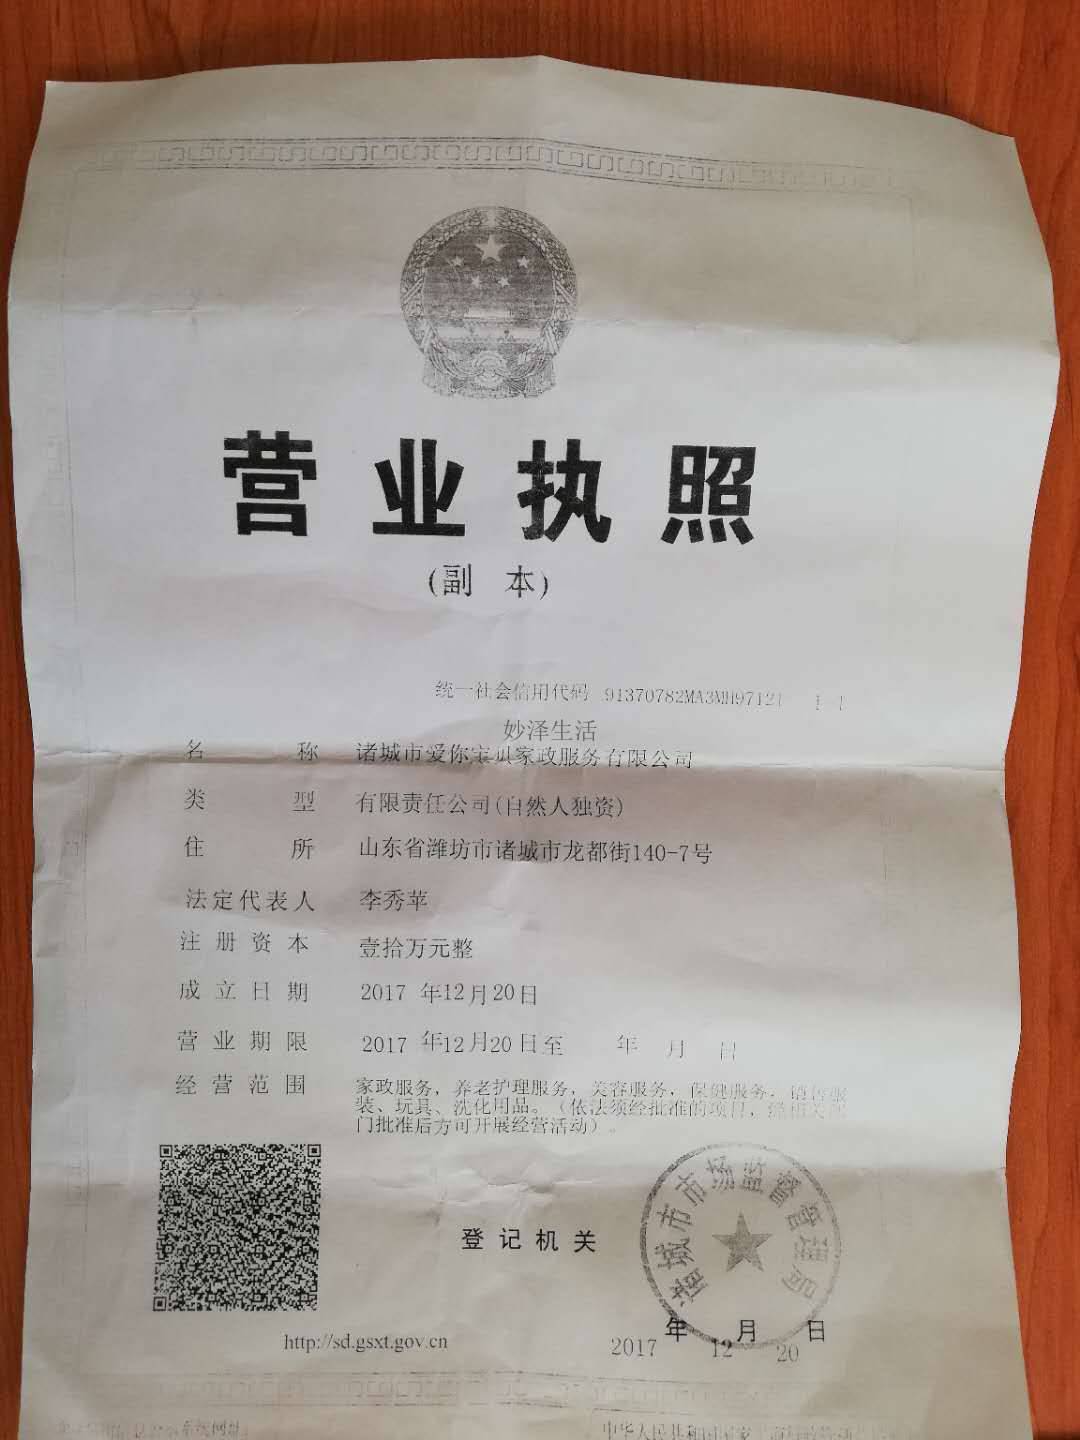 营业执照
(副 本)
统一社会信用代码 91370782MA3MH9712
妙泽生活
名 称 诸城市爱你宝贝家政服务有限公司
类 型 有限责任公司(自然人独资)
住 所 山东省潍坊市诸城市龙都街140-7号
法定代表人 李秀苹
注册资本 壹拾万元整
成立日期 2017 年12月20日
营业期限 2017 年12月20日至 年 月 日
经营范围 家政服务，养老护理服务，美容服务，保健服务，销售服
装、玩具、洗化用品。（依法须经批准的项目，经相关部
门批准后方可开展经营活动）。
诸城市市场监督管理局
登记机关
2017 年 12 月 20 日
http://sd.gsxt.gov.cn
中华人民共和国国家